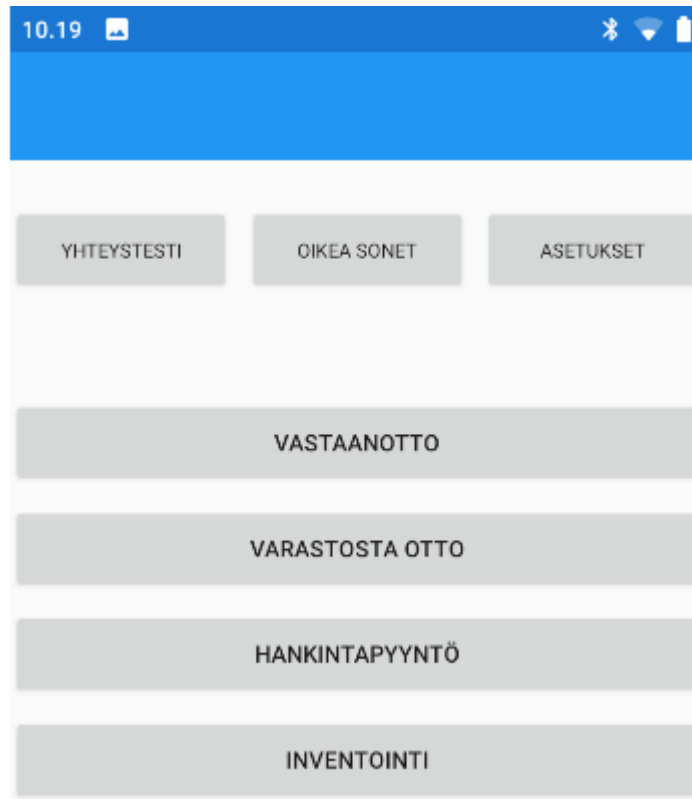 10.19
YHTEYSTESTI OIKEA SONET ASETUKSET
VASTAANOTTO
VARASTOSTA OTTO
HANKINTAPYYNTÖ
INVENTOINTI